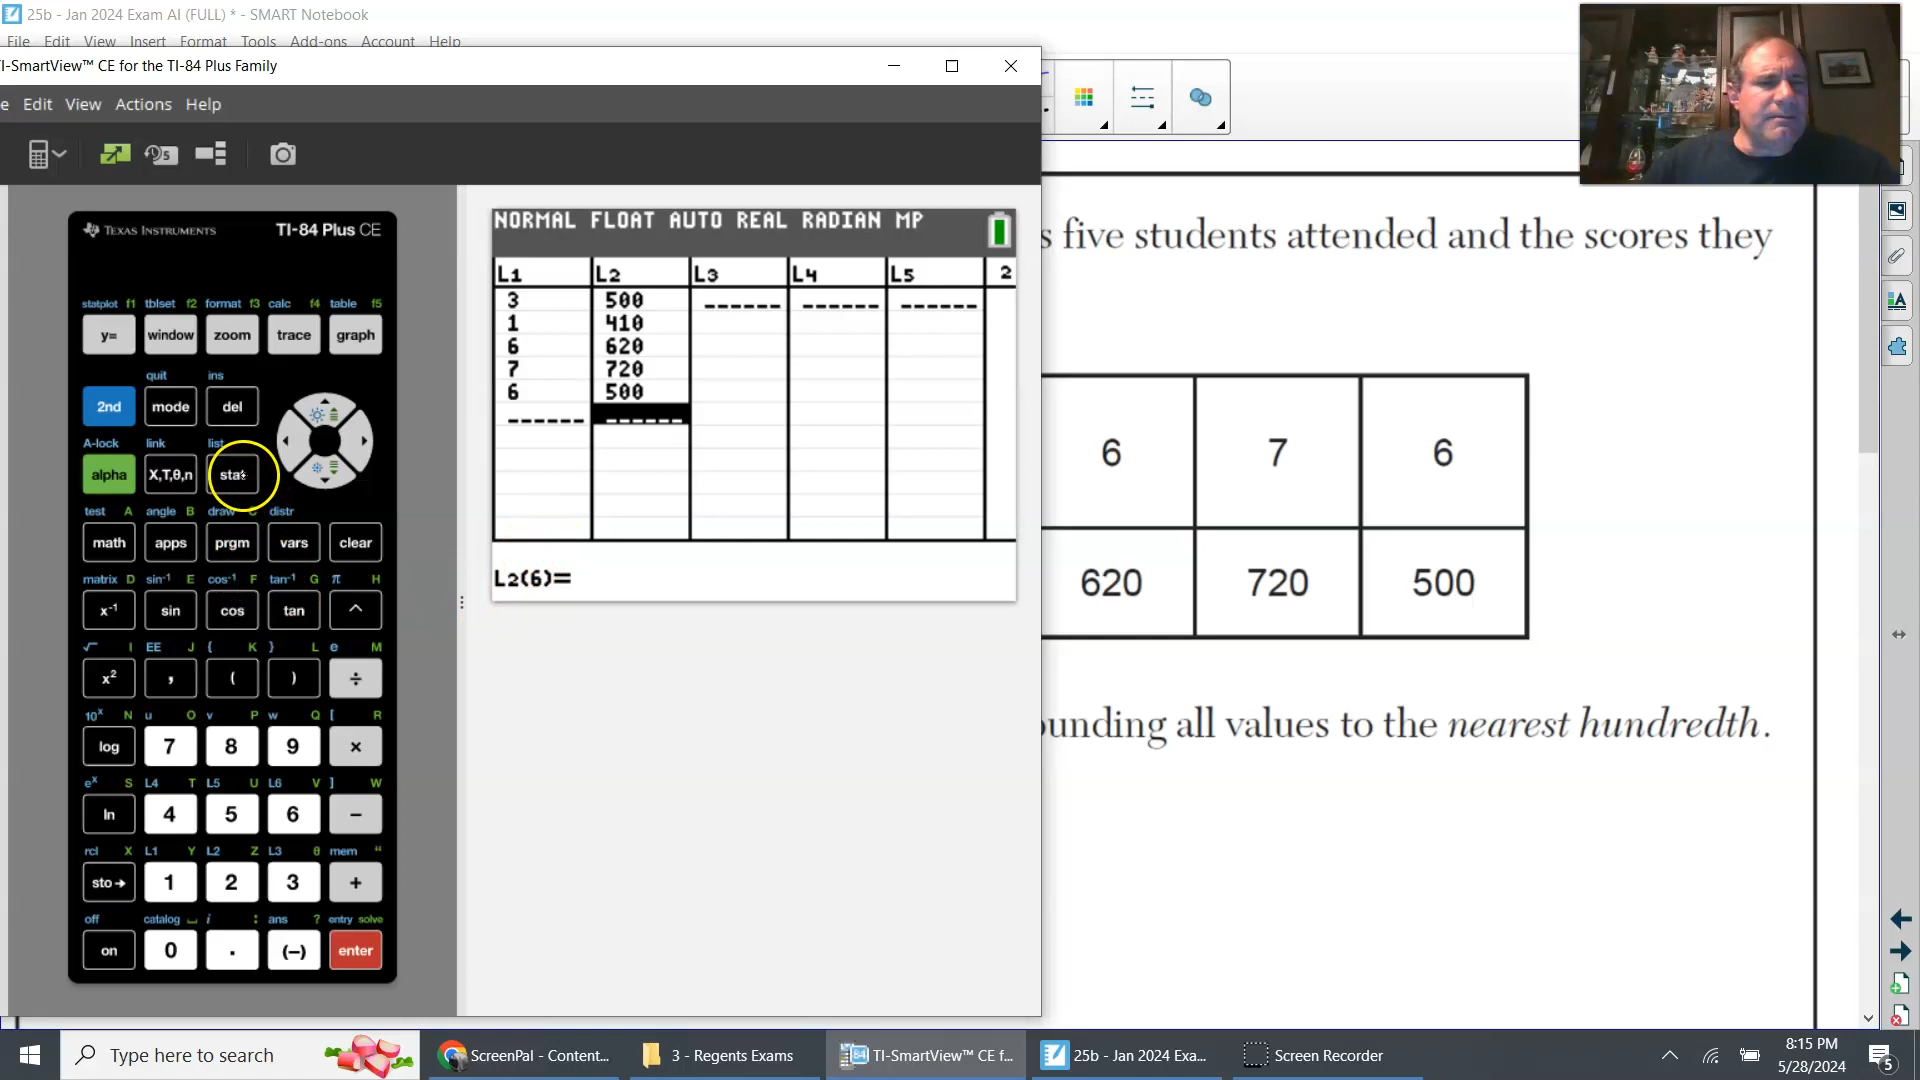 25b - Jan 2024 Exam AI (FULL) * - SMART Notebook
File Edit View Insert Format Tools Add-ons Account Help
TI-SmartView™ CE for the TI-84 Plus Family
e Edit View Actions Help
TEXAS INSTRUMENTS TI-84 Plus CE
statplot f1 tblset f2 format f3 calc f4 table f5
y= window zoom trace graph
quit ins
2nd mode del
A-lock link list
alpha X,T,θ,n stat
test A angle B draw C distr
math apps prgm vars clear
matrix D sin⁻¹ E cos⁻¹ F tan⁻¹ G π H
x⁻¹ sin cos tan ^
√ I EE J { K } L e M
x² , ( ) ÷
10ˣ N u O v P w Q [ R
log 7 8 9 ×
eˣ S L4 T L5 U L6 V ] W
ln 4 5 6 −
rcl X L1 Y L2 Z L3 θ mem "
sto→ 1 2 3 +
off catalog ⎵ i : ans ? entry solve
on 0 . (−) enter
NORMAL FLOAT AUTO REAL RADIAN MP
L1 L2 L3 L4 L5 2
3 500 ------ ------ ------
1 410
6 620
7 720
6 500
------ ------
L2(6)=
s five students attended and the scores they
6 7 6
620 720 500
ounding all values to the nearest hundredth.
Type here to search
ScreenPal - Content...
3 - Regents Exams
TI-SmartView™ CE f...
25b - Jan 2024 Exa...
Screen Recorder
8:15 PM
5/28/2024
5